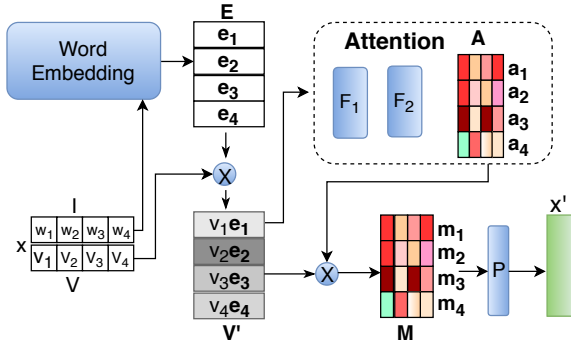 Word
Embedding
E
e1
e2
e3
e4
X
Attention
F1
F2
A
a1
a2
a3
a4
I
x
w1 w2 w3 w4
V1 V2 V3 V4
V
v1e1
v2e2
v3e3
v4e4
V'
X
m1
m2
m3
m4
M
P
x'